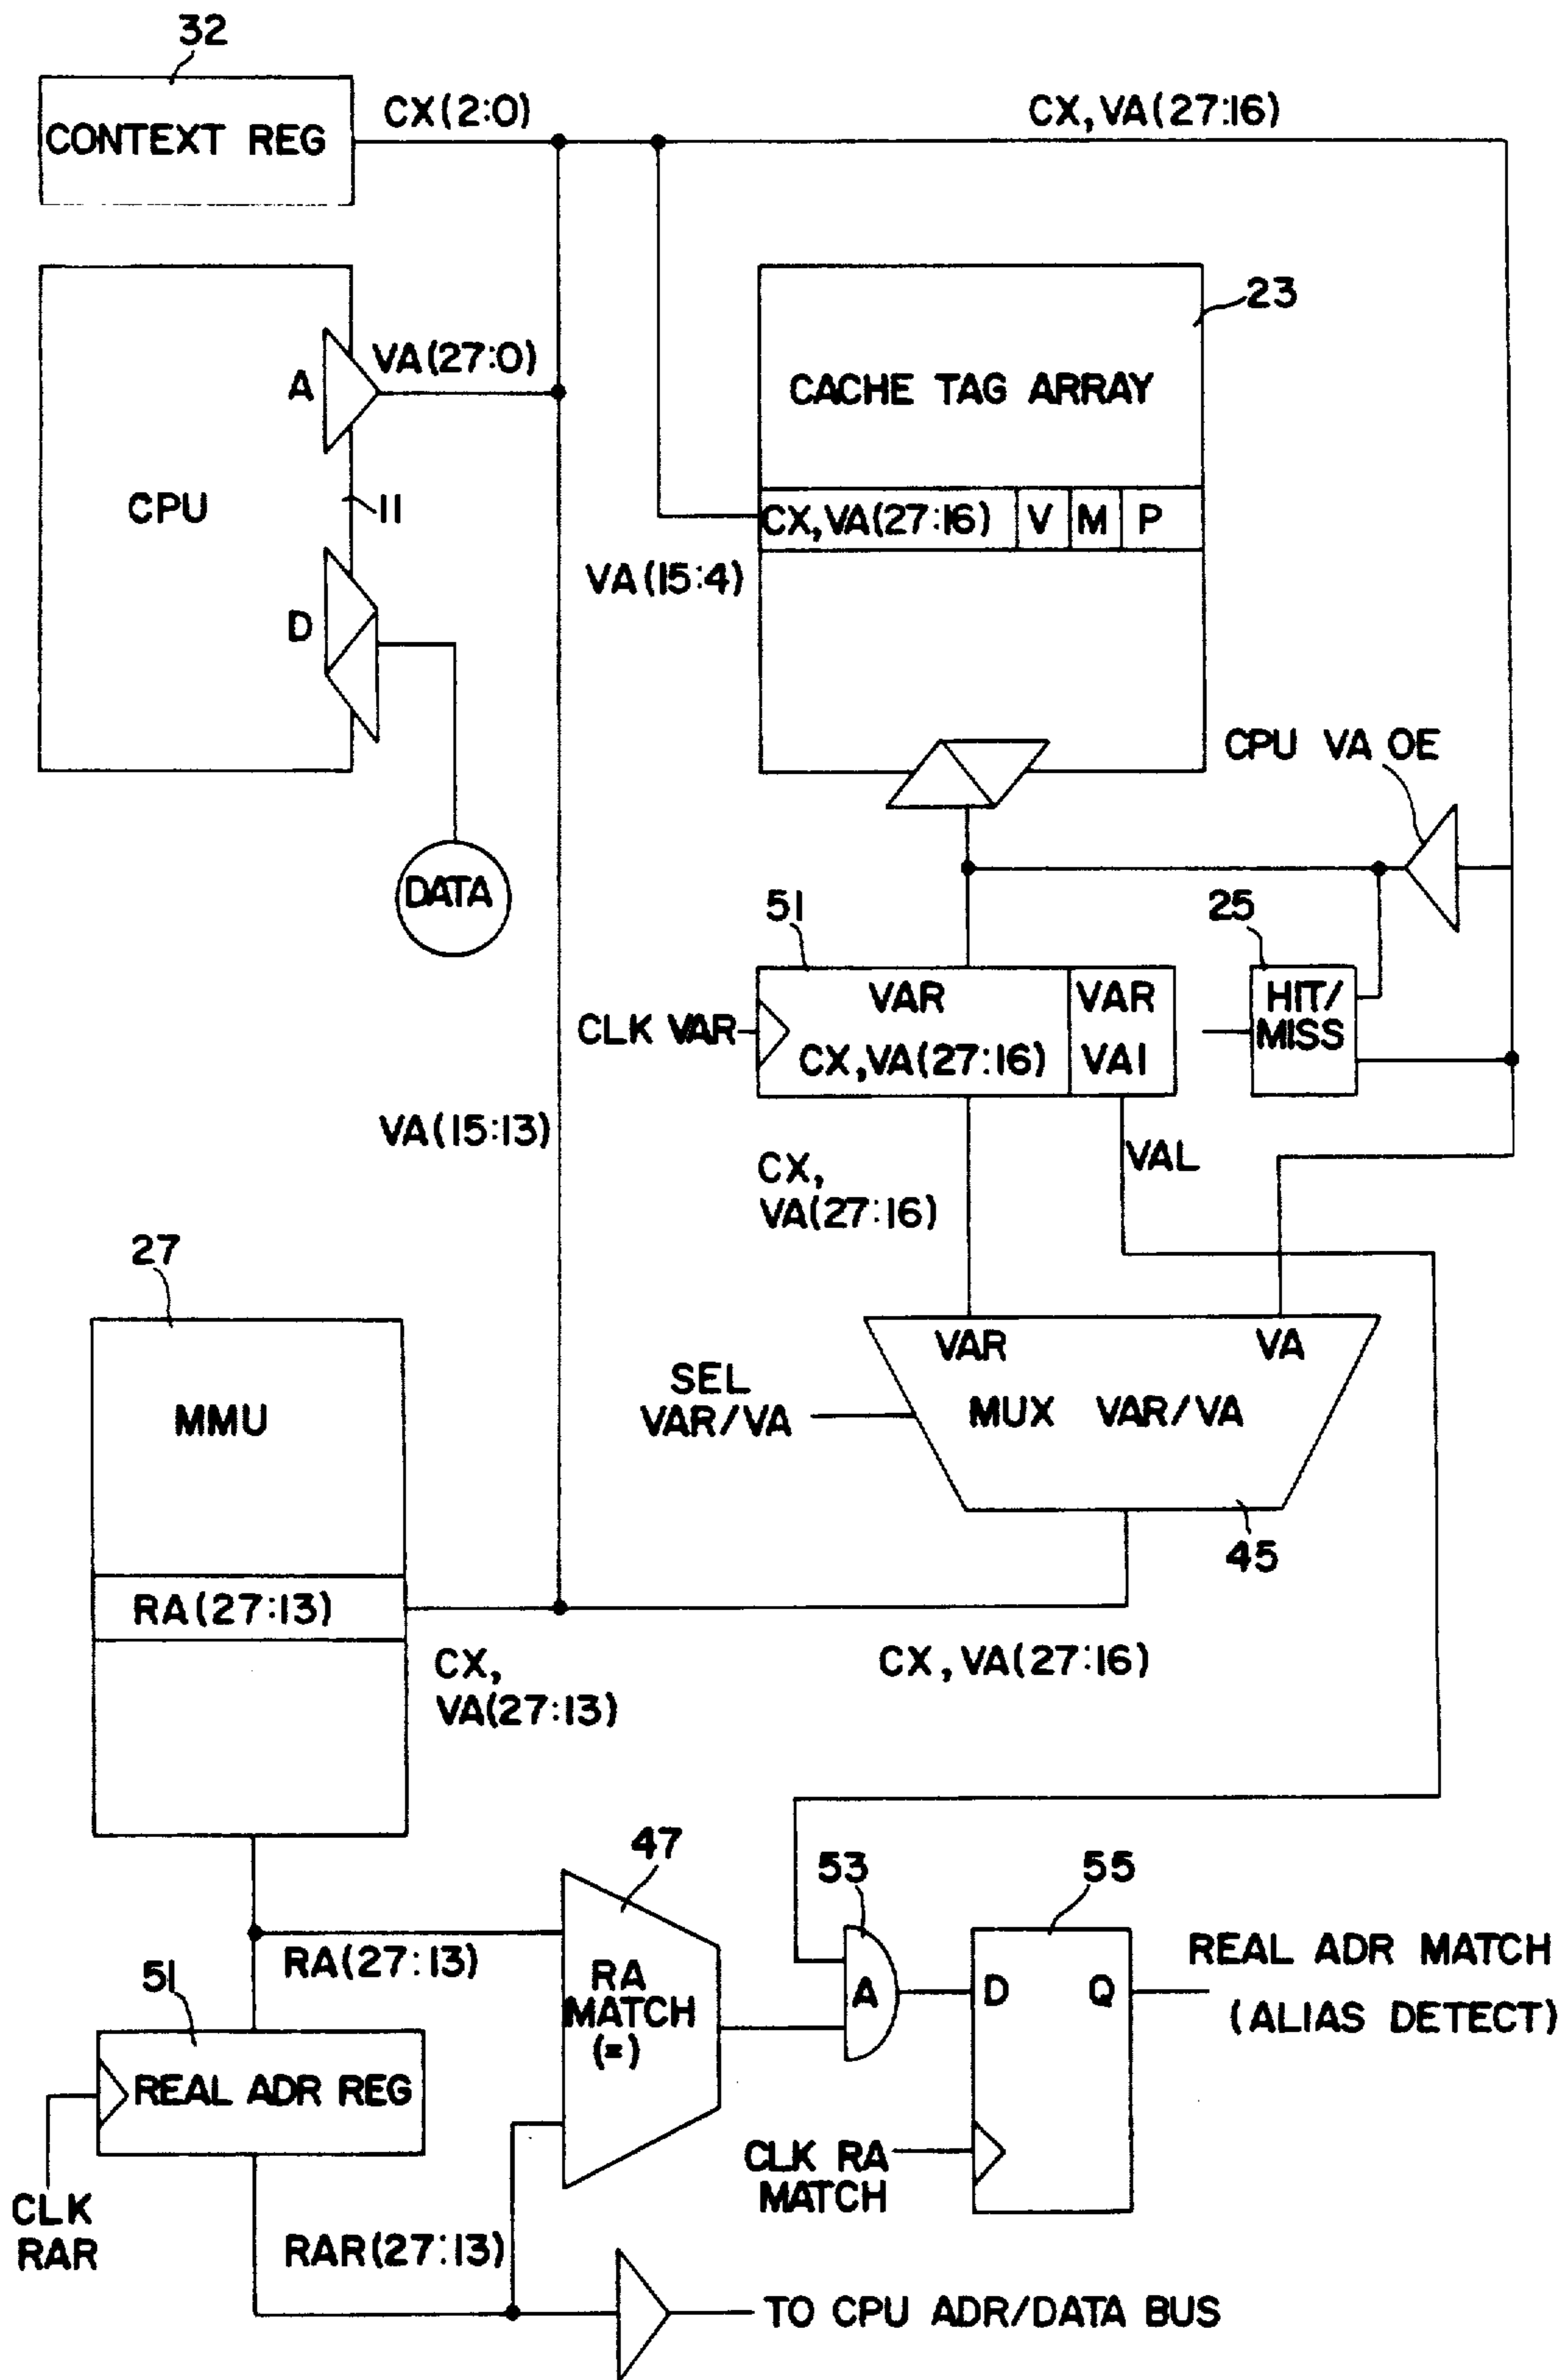 32
CONTEXT REG
CX(2:0)
CX,VA(27:16)
23
A
VA(27:0)
CACHE TAG ARRAY
CPU
11
CX,VA(27:16)
V
M
P
VA(15:4)
D
CPU VA OE
DATA
51
25
VAR
VAR
HIT/
MISS
CLK VAR
CX,VA(27:16)
VAI
VA(15:13)
CX,
VA(27:16)
VAL
27
VAR
VA
MMU
SEL
VAR/VA
MUX VAR/VA
45
RA(27:13)
CX,
VA(27:13)
CX,VA(27:16)
47
53
55
RA(27:13)
REAL ADR MATCH
(ALIAS DETECT)
51
RA
MATCH
(=)
A
D
Q
REAL ADR REG
CLK RA
MATCH
CLK
RAR
RAR(27:13)
TO CPU ADR/DATA BUS